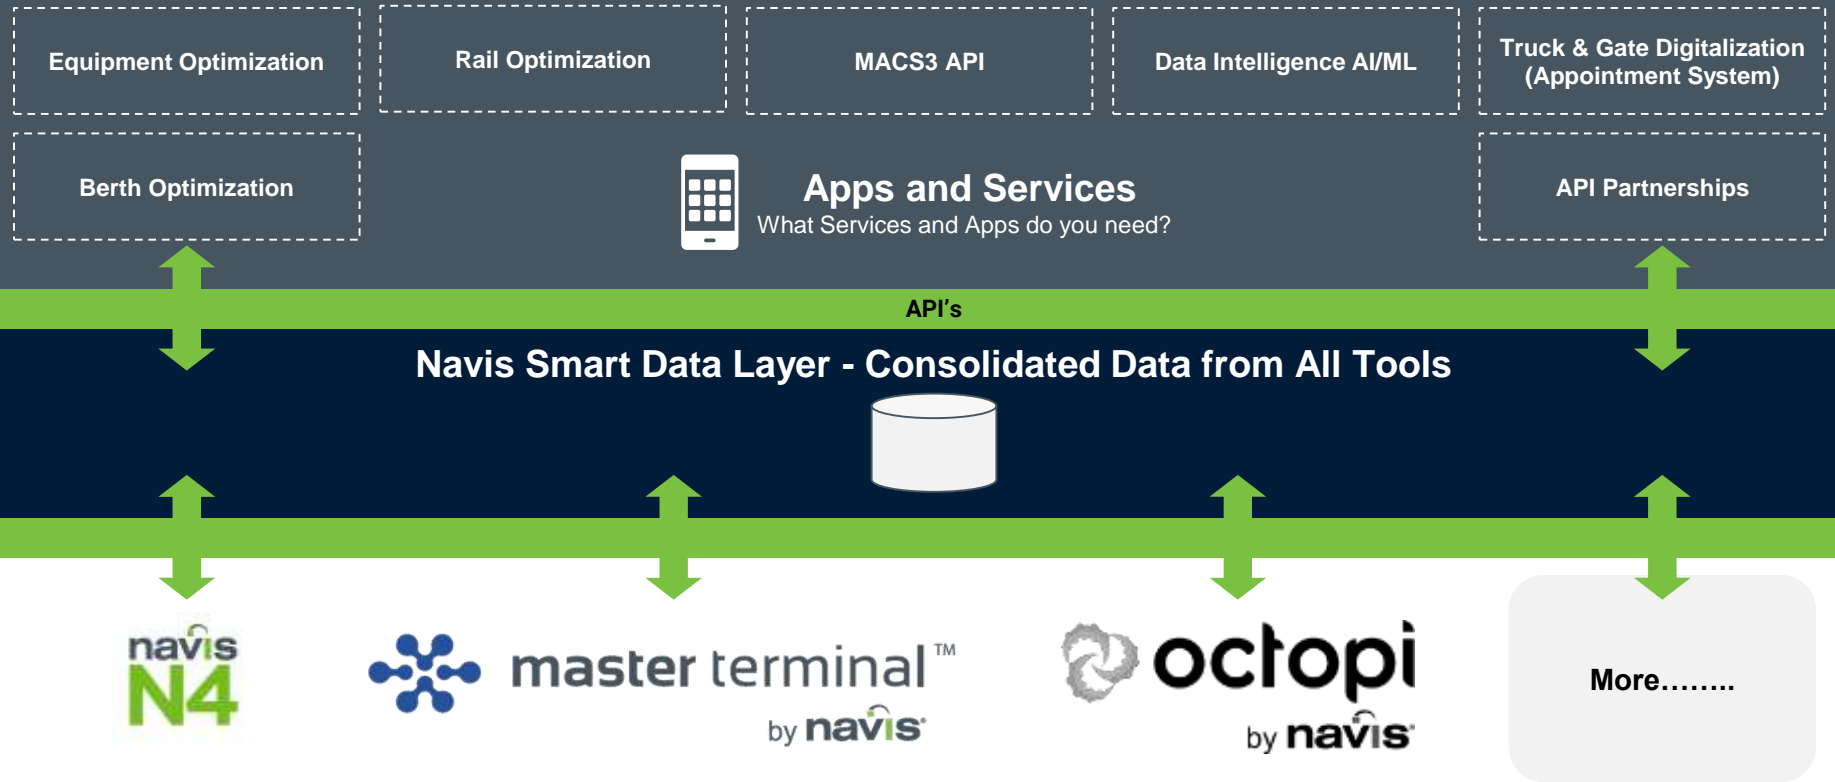 Equipment Optimization
Rail Optimization
MACS3 API
Data Intelligence AI/ML
Truck & Gate Digitalization
(Appointment System)
Berth Optimization
Apps and Services
What Services and Apps do you need?
API Partnerships
API's
Navis Smart Data Layer - Consolidated Data from All Tools
navis
N4
master terminal™
by navis
octopi
by navis
More........